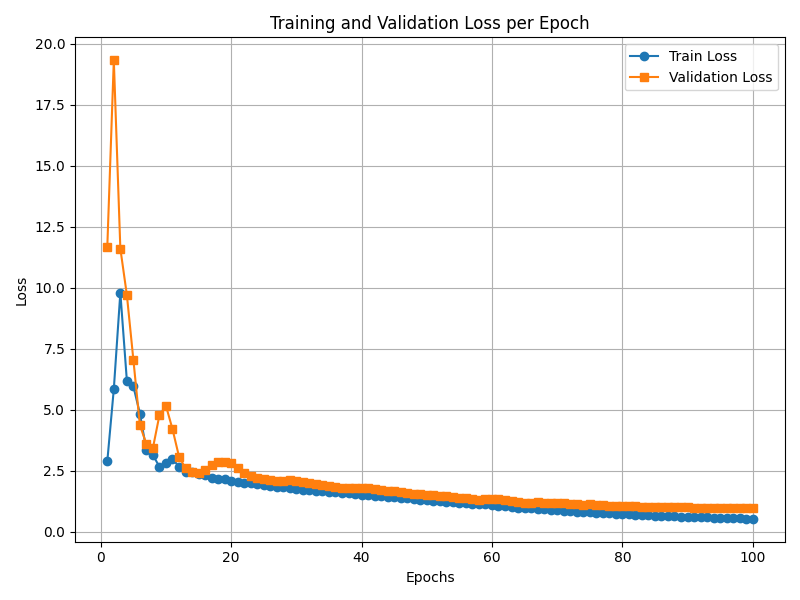 Training and Validation Loss per Epoch
Train Loss
Validation Loss
20.0
17.5
15.0
12.5
10.0
7.5
5.0
2.5
0.0
Loss
0 20 40 60 80 100
Epochs